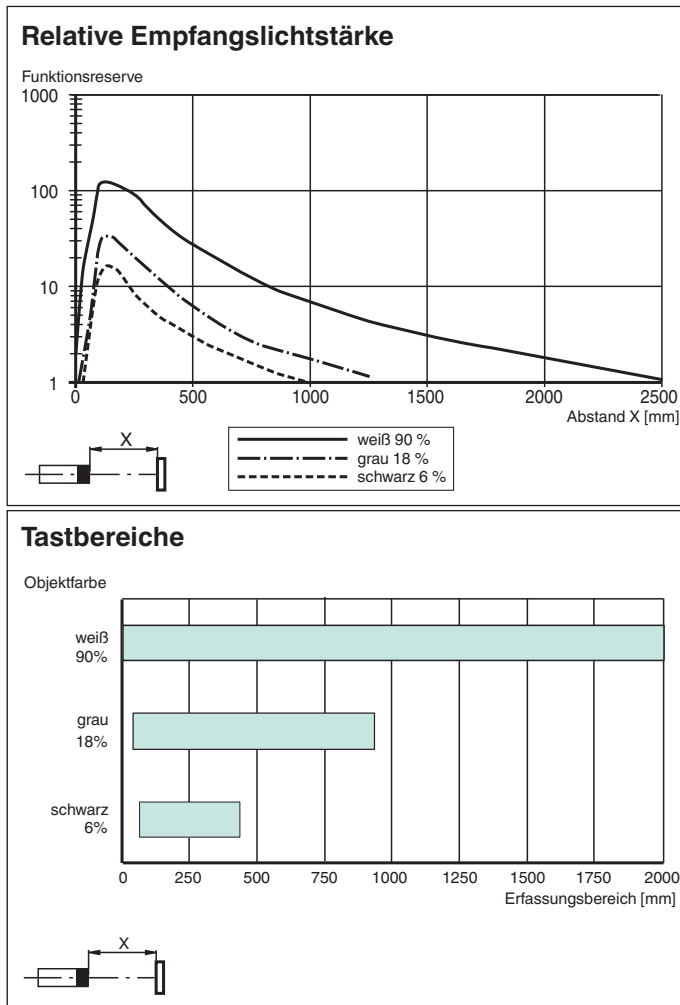 Relative Empfangslichtstärke
Funktionsreserve
1000
100
10
1
0 500 1000 1500 2000 2500
Abstand X [mm]
X
weiß 90 %
grau 18 %
schwarz 6 %
Tastbereiche
Objektfarbe
weiß
90%
grau
18%
schwarz
6%
0 250 500 750 1000 1250 1500 1750 2000
Erfassungsbereich [mm]
X